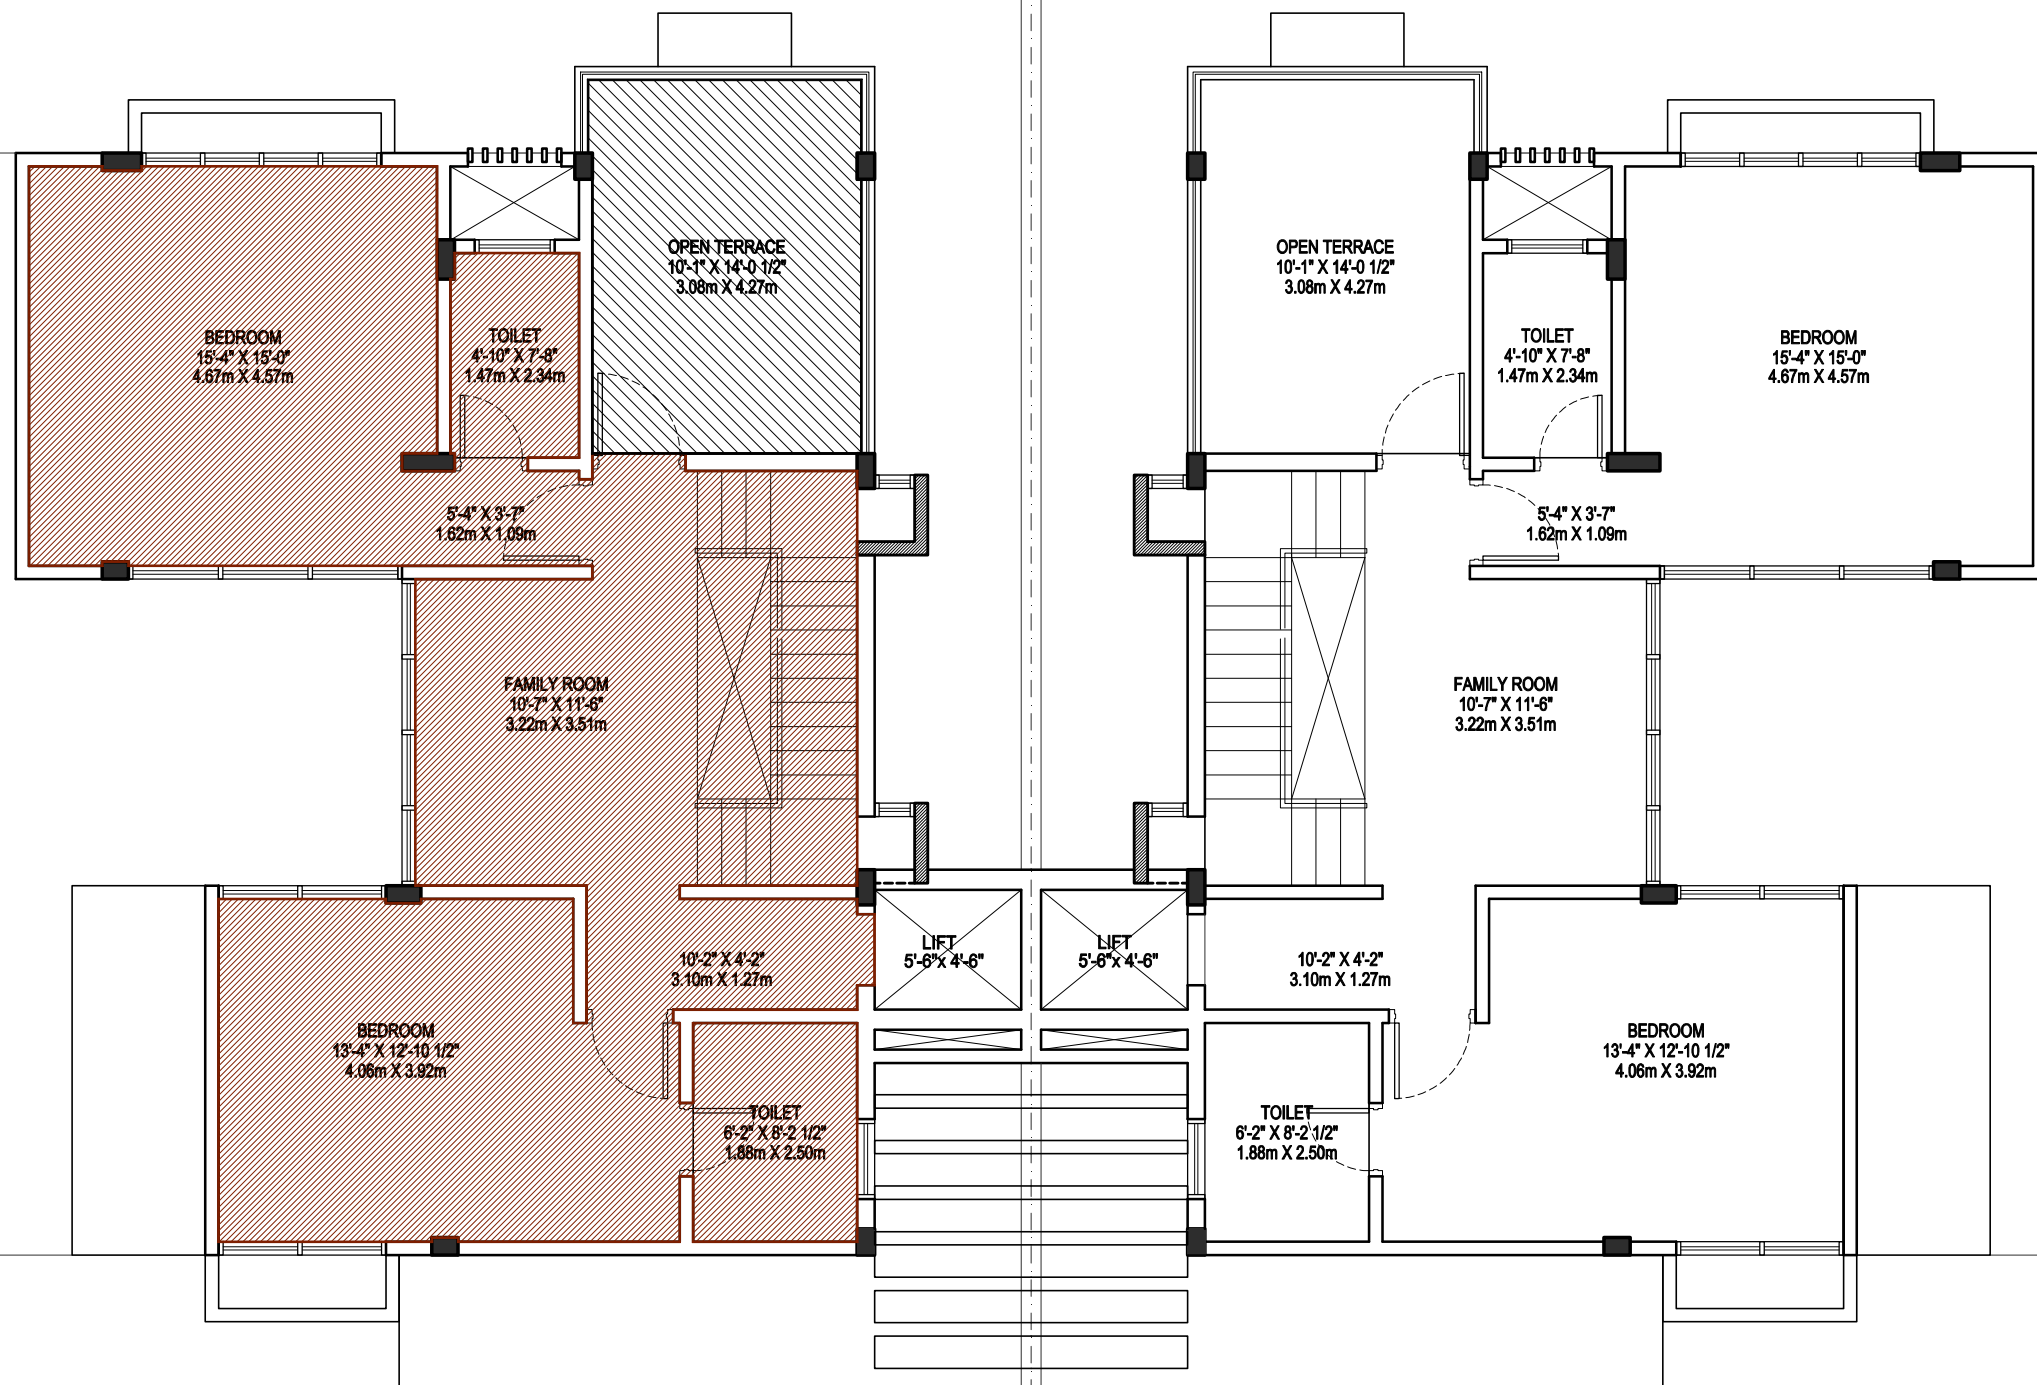 OPEN TERRACE
10'-1" X 14'-0 1/2"
3.08m X 4.27m
OPEN TERRACE
10'-1" X 14'-0 1/2"
3.08m X 4.27m
BEDROOM
15'-4" X 15'-0"
4.67m X 4.57m
TOILET
4'-10" X 7'-8"
1.47m X 2.34m
TOILET
4'-10" X 7'-8"
1.47m X 2.34m
BEDROOM
15'-4" X 15'-0"
4.67m X 4.57m
5'-4" X 3'-7"
1.62m X 1.09m
5'-4" X 3'-7"
1.62m X 1.09m
FAMILY ROOM
10'-7" X 11'-6"
3.22m X 3.51m
FAMILY ROOM
10'-7" X 11'-6"
3.22m X 3.51m
10'-2" X 4'-2"
3.10m X 1.27m
LIFT
5'-6"x 4'-6"
LIFT
5'-6"x 4'-6"
10'-2" X 4'-2"
3.10m X 1.27m
BEDROOM
13'-4" X 12'-10 1/2"
4.06m X 3.92m
BEDROOM
13'-4" X 12'-10 1/2"
4.06m X 3.92m
TOILET
6'-2" X 8'-2 1/2"
1.88m X 2.50m
TOILET
6'-2" X 8'-2 1/2"
1.88m X 2.50m